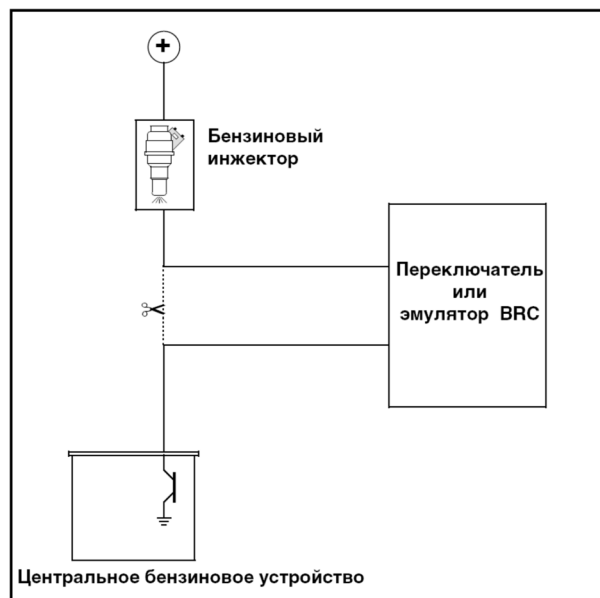 +
Бензиновый
инжектор
Переключатель
или
эмулятор BRC
Центральное бензиновое устройство